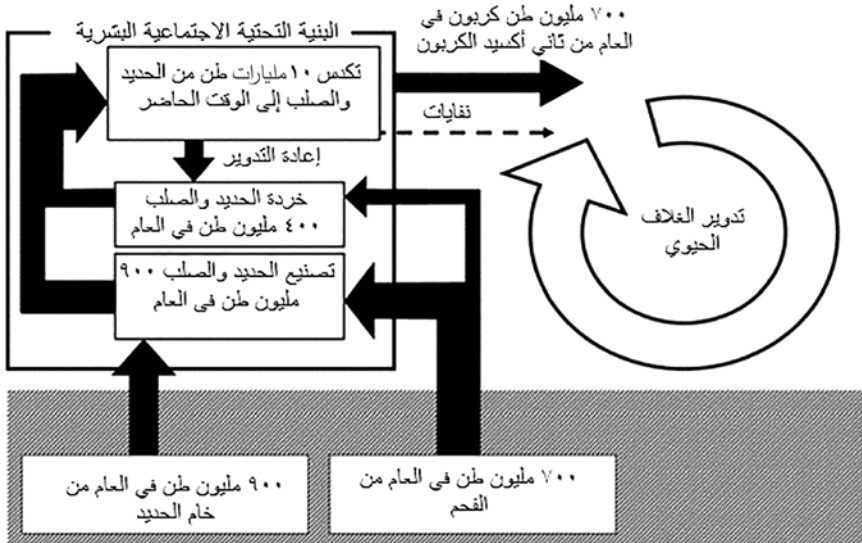 ٧٠٠ مليون طن كربون في
العام من ثاني أكسيد الكربون
البنية التحتية الاجتماعية البشرية
تكدس ١٠ مليارات طن من الحديد
والصلب إلى الوقت الحاضر
نفايات
إعادة التدوير
خردة الحديد والصلب
٤٠٠ مليون طن في العام
تصنيع الحديد والصلب ٩٠٠
مليون طن فى العام
تدوير الغلاف
الحيوي
٩٠٠ مليون طن في العام من
خام الحديد
٧٠٠ مليون طن في العام من
الفحم